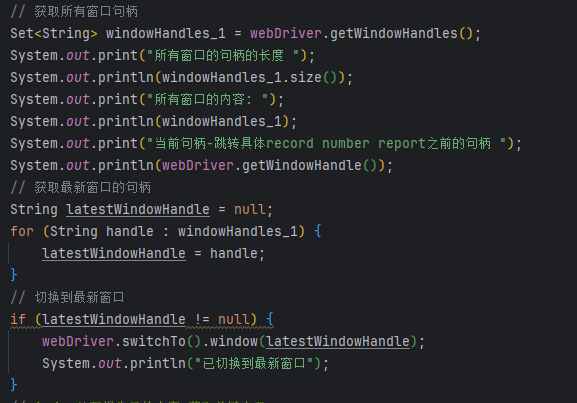 // 获取所有窗口句柄
Set<String> windowHandles_1 = webDriver.getWindowHandles();
System.out.print("所有窗口的句柄的长度 ");
System.out.println(windowHandles_1.size());
System.out.print("所有窗口的内容: ");
System.out.println(windowHandles_1);
System.out.print("当前句柄-跳转具体record number report之前的句柄 ");
System.out.println(webDriver.getWindowHandle());
// 获取最新窗口的句柄
String latestWindowHandle = null;
for (String handle : windowHandles_1) {
latestWindowHandle = handle;
}
// 切换到最新窗口
if (latestWindowHandle != null) {
webDriver.switchTo().window(latestWindowHandle);
System.out.println("已切换到最新窗口");
}